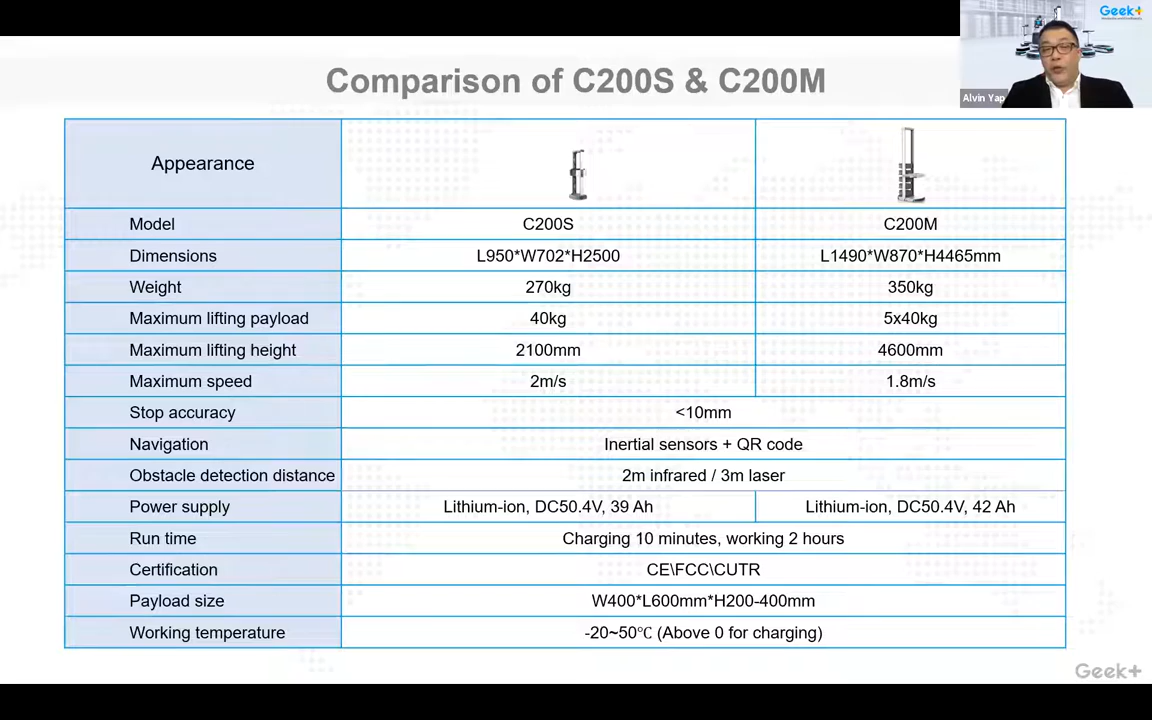 Geek+
Alvin Yap
Comparison of C200S & C200M
Appearance
Model C200S C200M
Dimensions L950*W702*H2500 L1490*W870*H4465mm
Weight 270kg 350kg
Maximum lifting payload 40kg 5x40kg
Maximum lifting height 2100mm 4600mm
Maximum speed 2m/s 1.8m/s
Stop accuracy <10mm
Navigation Inertial sensors + QR code
Obstacle detection distance 2m infrared / 3m laser
Power supply Lithium-ion, DC50.4V, 39 Ah Lithium-ion, DC50.4V, 42 Ah
Run time Charging 10 minutes, working 2 hours
Certification CE\FCC\CUTR
Payload size W400*L600mm*H200-400mm
Working temperature -20~50℃ (Above 0 for charging)
Geek+